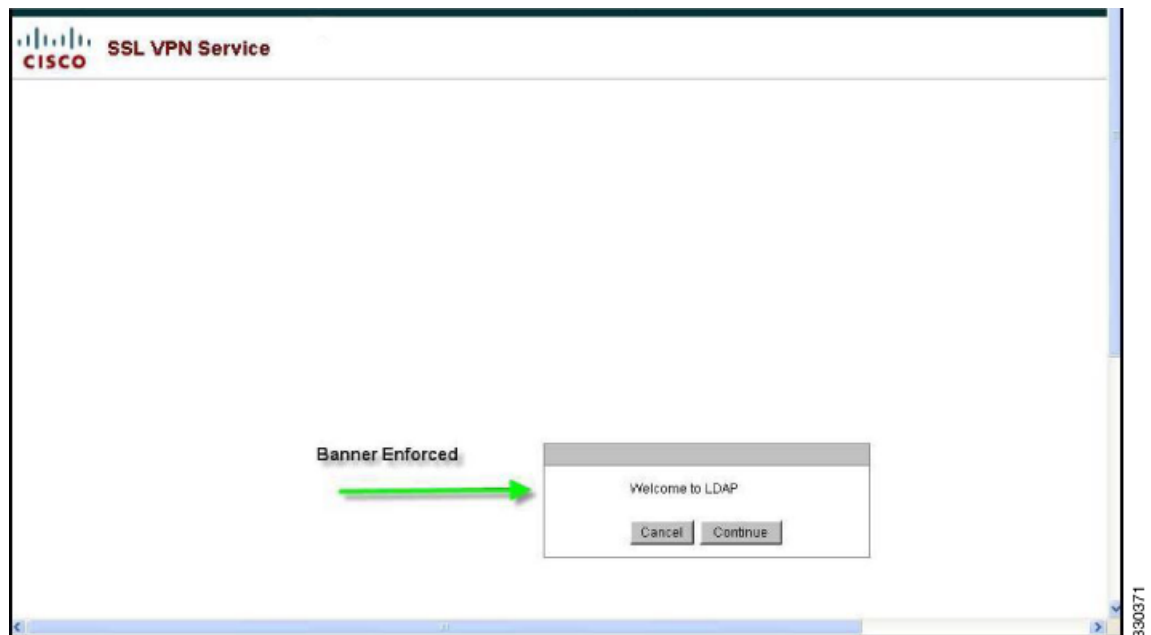 CISCO
SSL VPN Service
Banner Enforced
Welcome to LDAP
Cancel Continue
330371